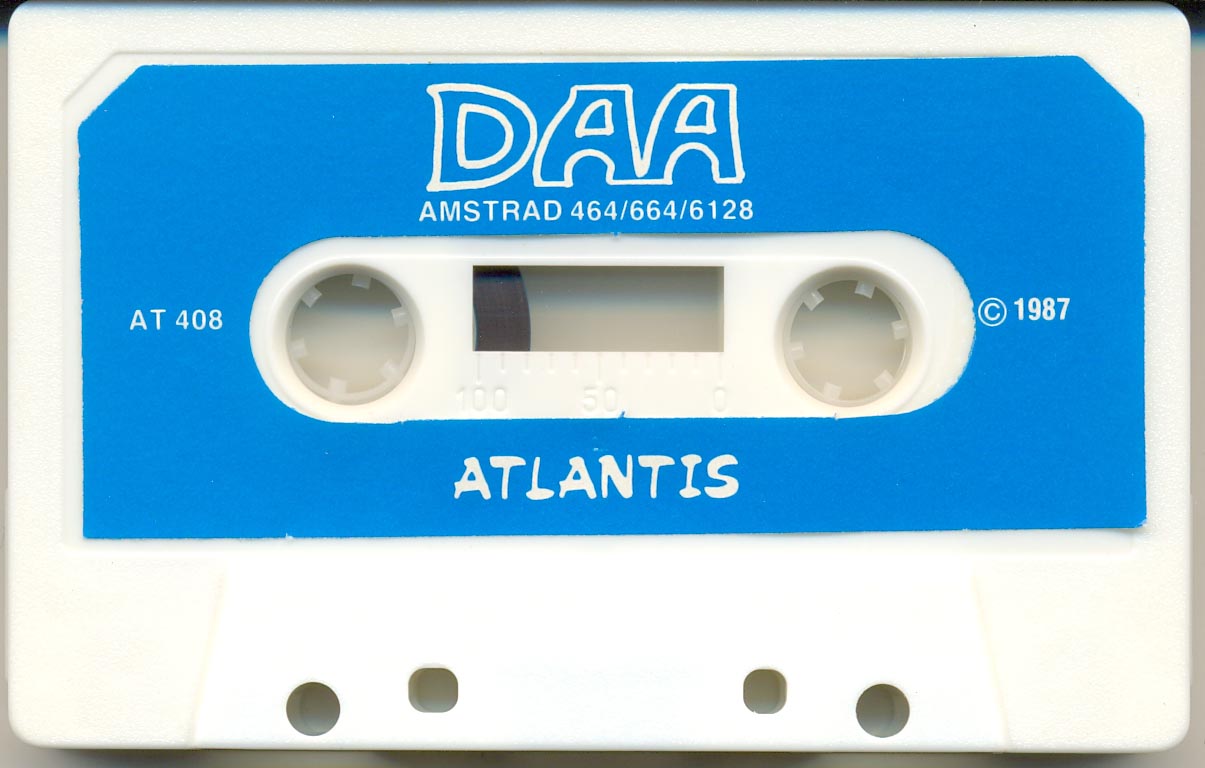 DAA
AMSTRAD 464/664/6128
AT 408
© 1987
100 50 0
ATLANTIS